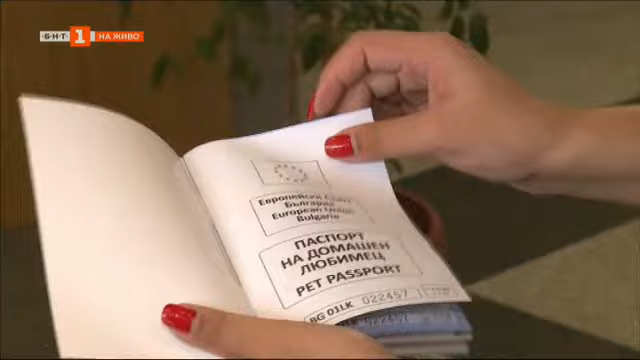 БНТ 1 НА ЖИВО
Европейски Съюз
България
European Union
Bulgaria
ПАСПОРТ
НА ДОМАШЕН
ЛЮБИМЕЦ
PET PASSPORT
BG 01LK 022457
022457